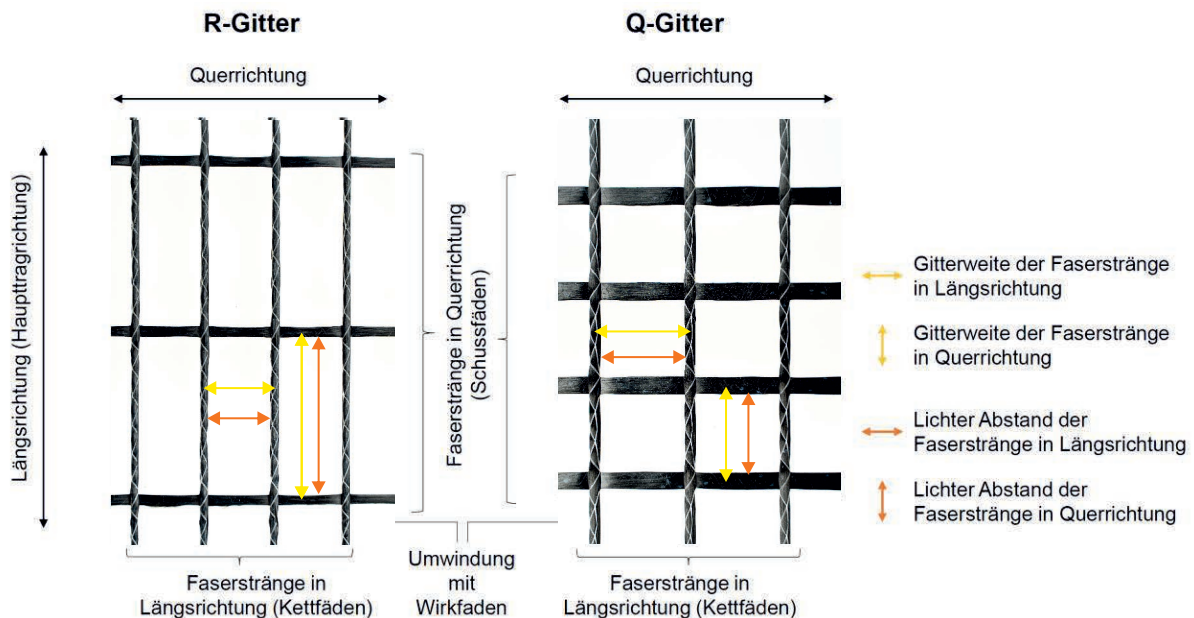 R-Gitter
Q-Gitter
Querrichtung
Querrichtung
Längsrichtung (Haupttragrichtung)
Faserstränge in Querrichtung
(Schussfäden)
Gitterweite der Faserstränge
in Längsrichtung
Gitterweite der Faserstränge
in Querrichtung
Lichter Abstand der
Faserstränge in Längsrichtung
Lichter Abstand der
Faserstränge in Querrichtung
Faserstränge in
Längsrichtung (Kettfäden)
Umwindung
mit
Wirkfaden
Faserstränge in
Längsrichtung (Kettfäden)